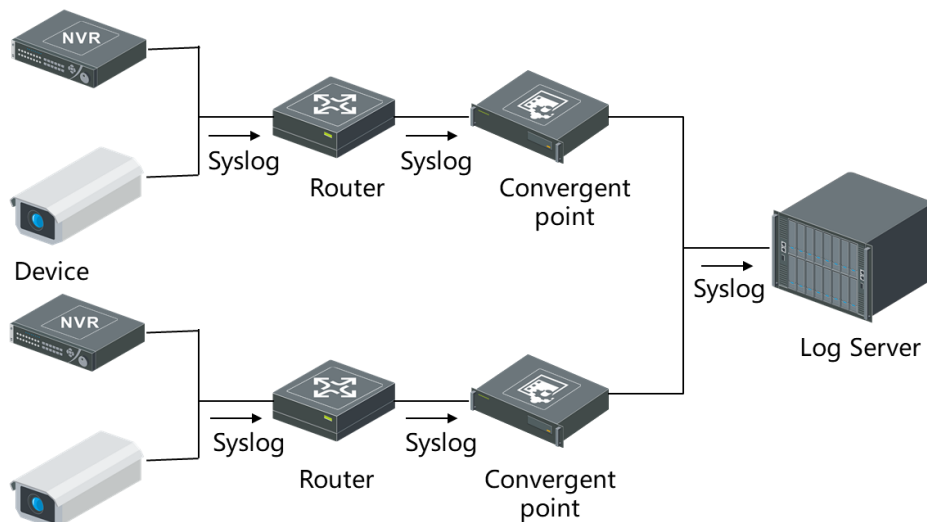 NVR
Syslog
Router
Syslog
Convergent
point
Device
Syslog
Log Server
NVR
Syslog
Router
Syslog
Convergent
point